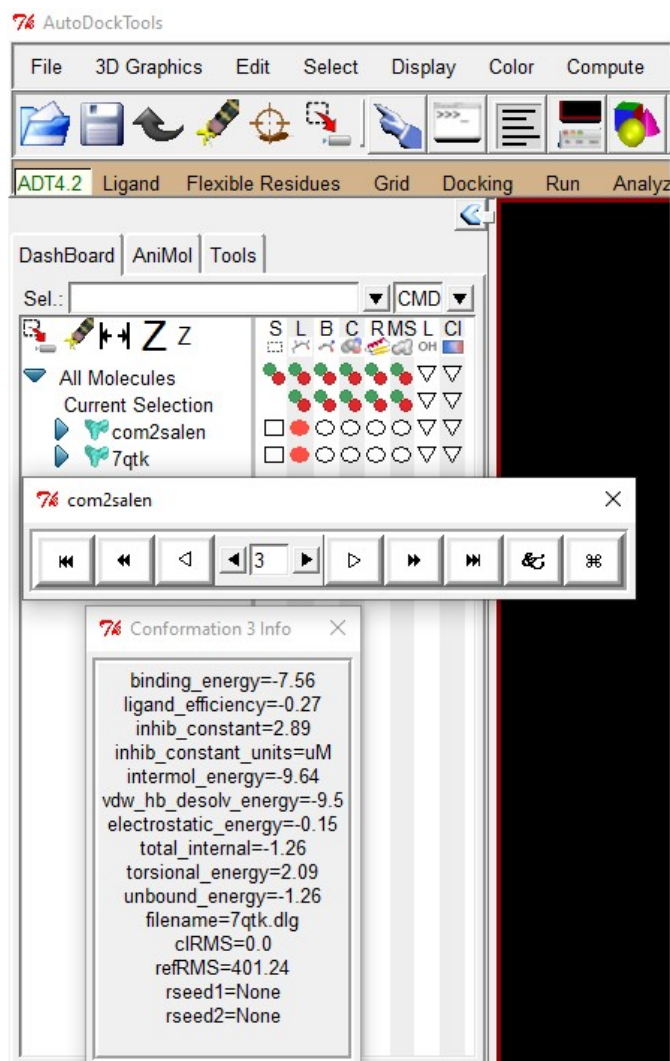 AutoDockTools
File 3D Graphics Edit Select Display Color Compute
>>>_
ADT4.2 Ligand Flexible Residues Grid Docking Run Analyz
DashBoard AniMol Tools
Sel.: CMD
Z Z S L B C R MS L Cl
OH
All Molecules
Current Selection
com2salen
7qtk
com2salen
3 & ⌘
Conformation 3 Info
binding_energy=-7.56
ligand_efficiency=-0.27
inhib_constant=2.89
inhib_constant_units=uM
intermol_energy=-9.64
vdw_hb_desolv_energy=-9.5
electrostatic_energy=-0.15
total_internal=-1.26
torsional_energy=2.09
unbound_energy=-1.26
filename=7qtk.dlg
clRMS=0.0
refRMS=401.24
rseed1=None
rseed2=None